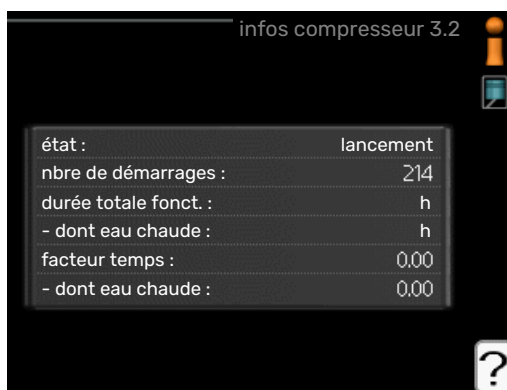 infos compresseur 3.2
état : lancement
nbre de démarrages : 214
durée totale fonct. : h
- dont eau chaude : h
facteur temps : 0,00
- dont eau chaude : 0,00
?